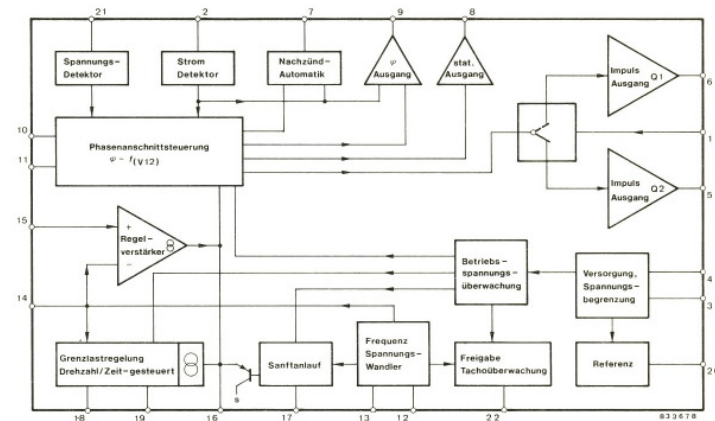 21
2
7
9
8
Spannungs-
Detektor
Strom
Detektor
Nachzünd-
Automatik
φ
Ausgang
stat.
Ausgang
Impuls
Ausgang
Q1
6
10
11
Phasenanschnittsteuerung
φ - f(V12)
1
Impuls
Ausgang
Q2
5
15
+
Regel-
verstärker
-
14
Betriebs-
spannungs-
überwachung
Versorgung,
Spannungs-
begrenzung
4
3
Grenzlastregelung
Drehzahl/Zeitgesteuert
Sanftanlauf
Frequenz
Spannungs-
Wandler
Freigabe
Tachoüberwachung
Referenz
20
s
18
19
16
17
13
12
22
833678